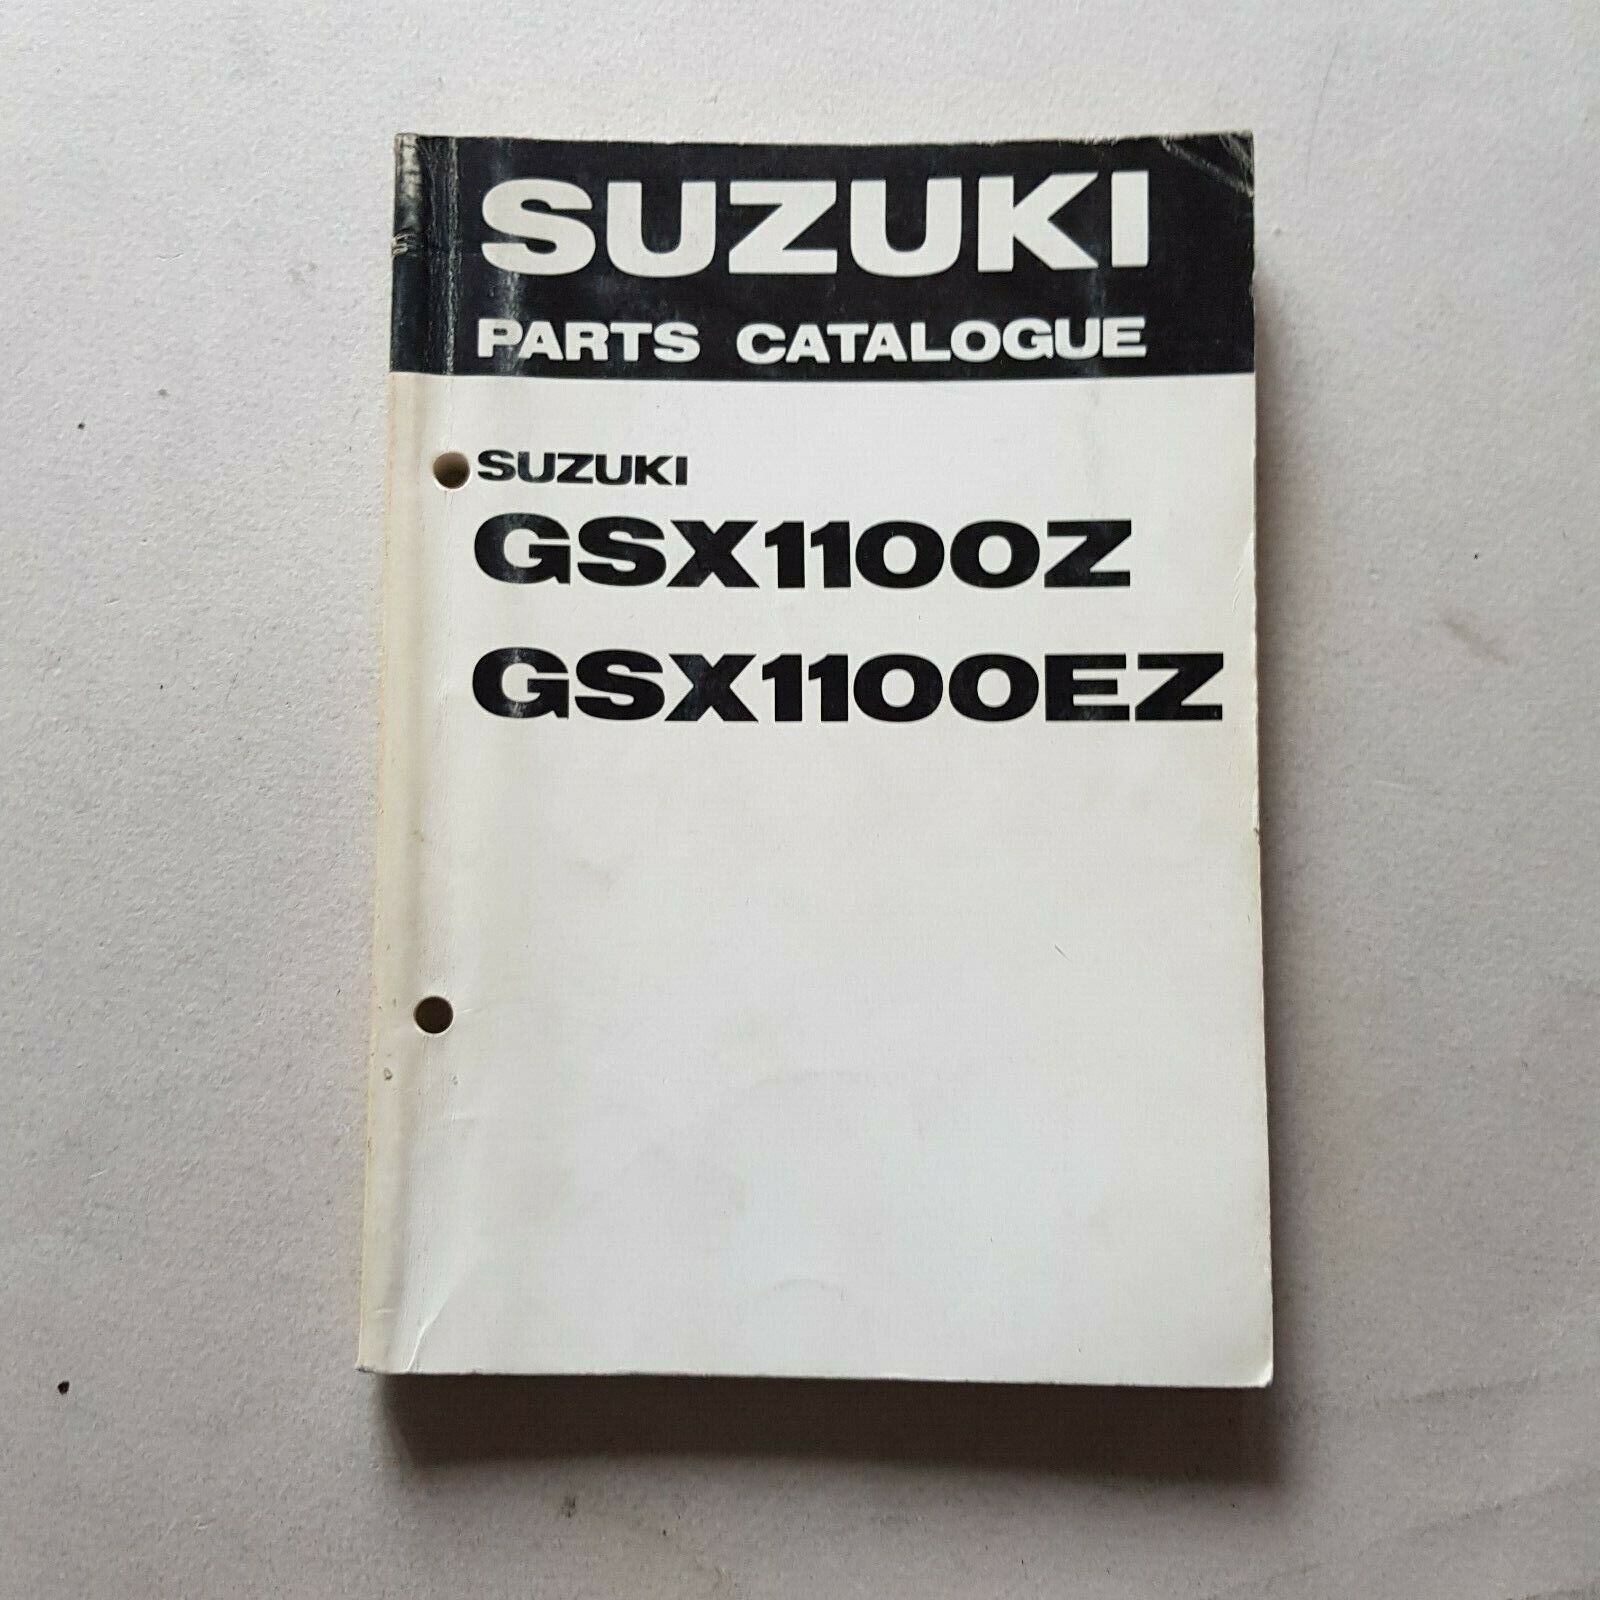 SUZUKI
PARTS CATALOGUE
SUZUKI
GSX1100Z
GSX1100EZ